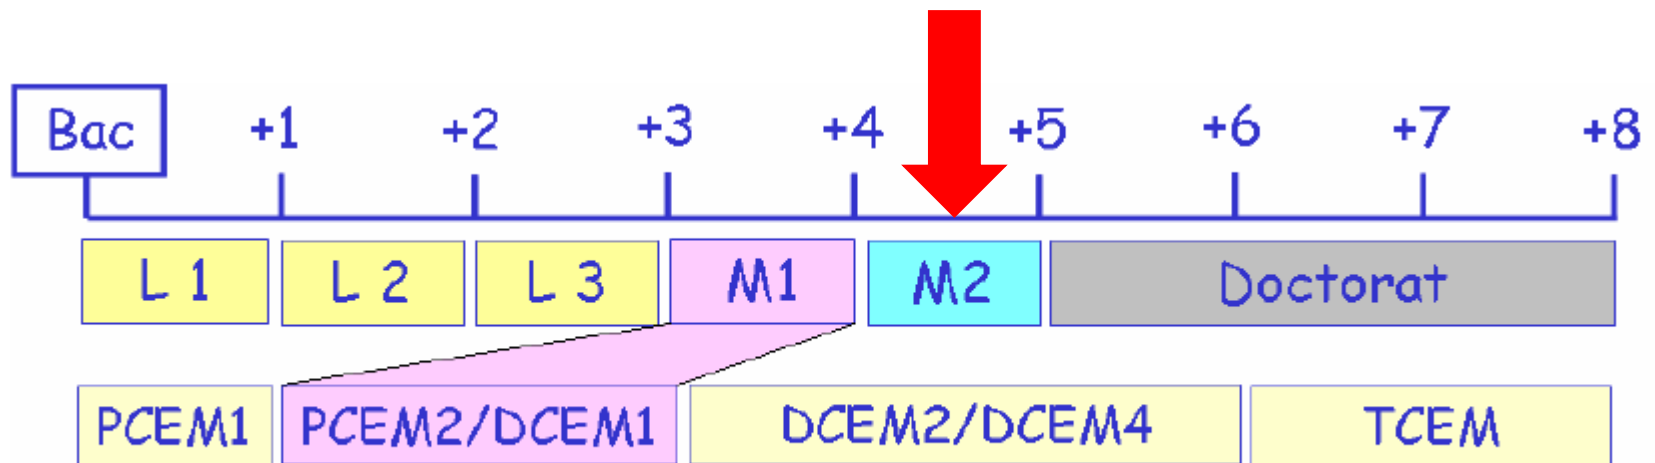 Bac +1 +2 +3 +4 +5 +6 +7 +8
L 1 L 2 L 3 M1 M2 Doctorat
PCEM1 PCEM2/DCEM1 DCEM2/DCEM4 TCEM